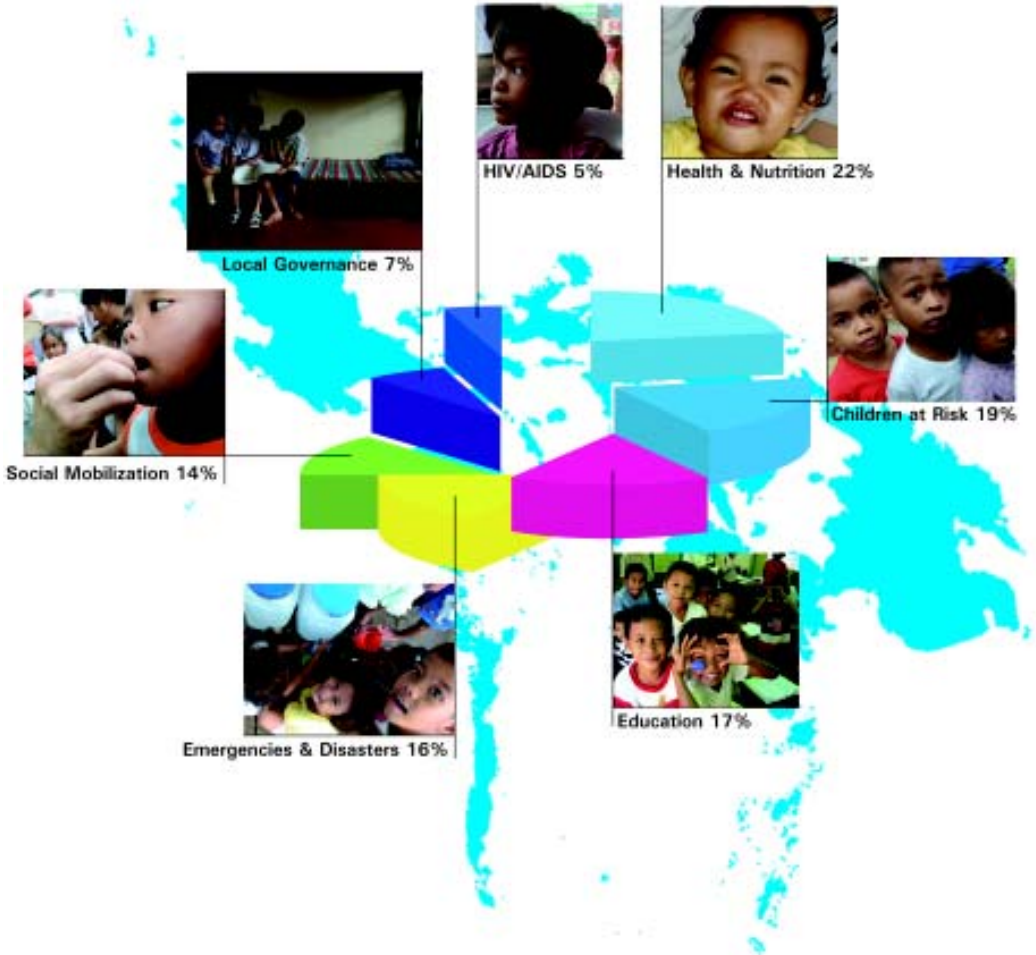 HIV/AIDS 5%
Health & Nutrition 22%
Local Governance 7%
Children at Risk 19%
Social Mobilization 14%
Education 17%
Emergencies & Disasters 16%